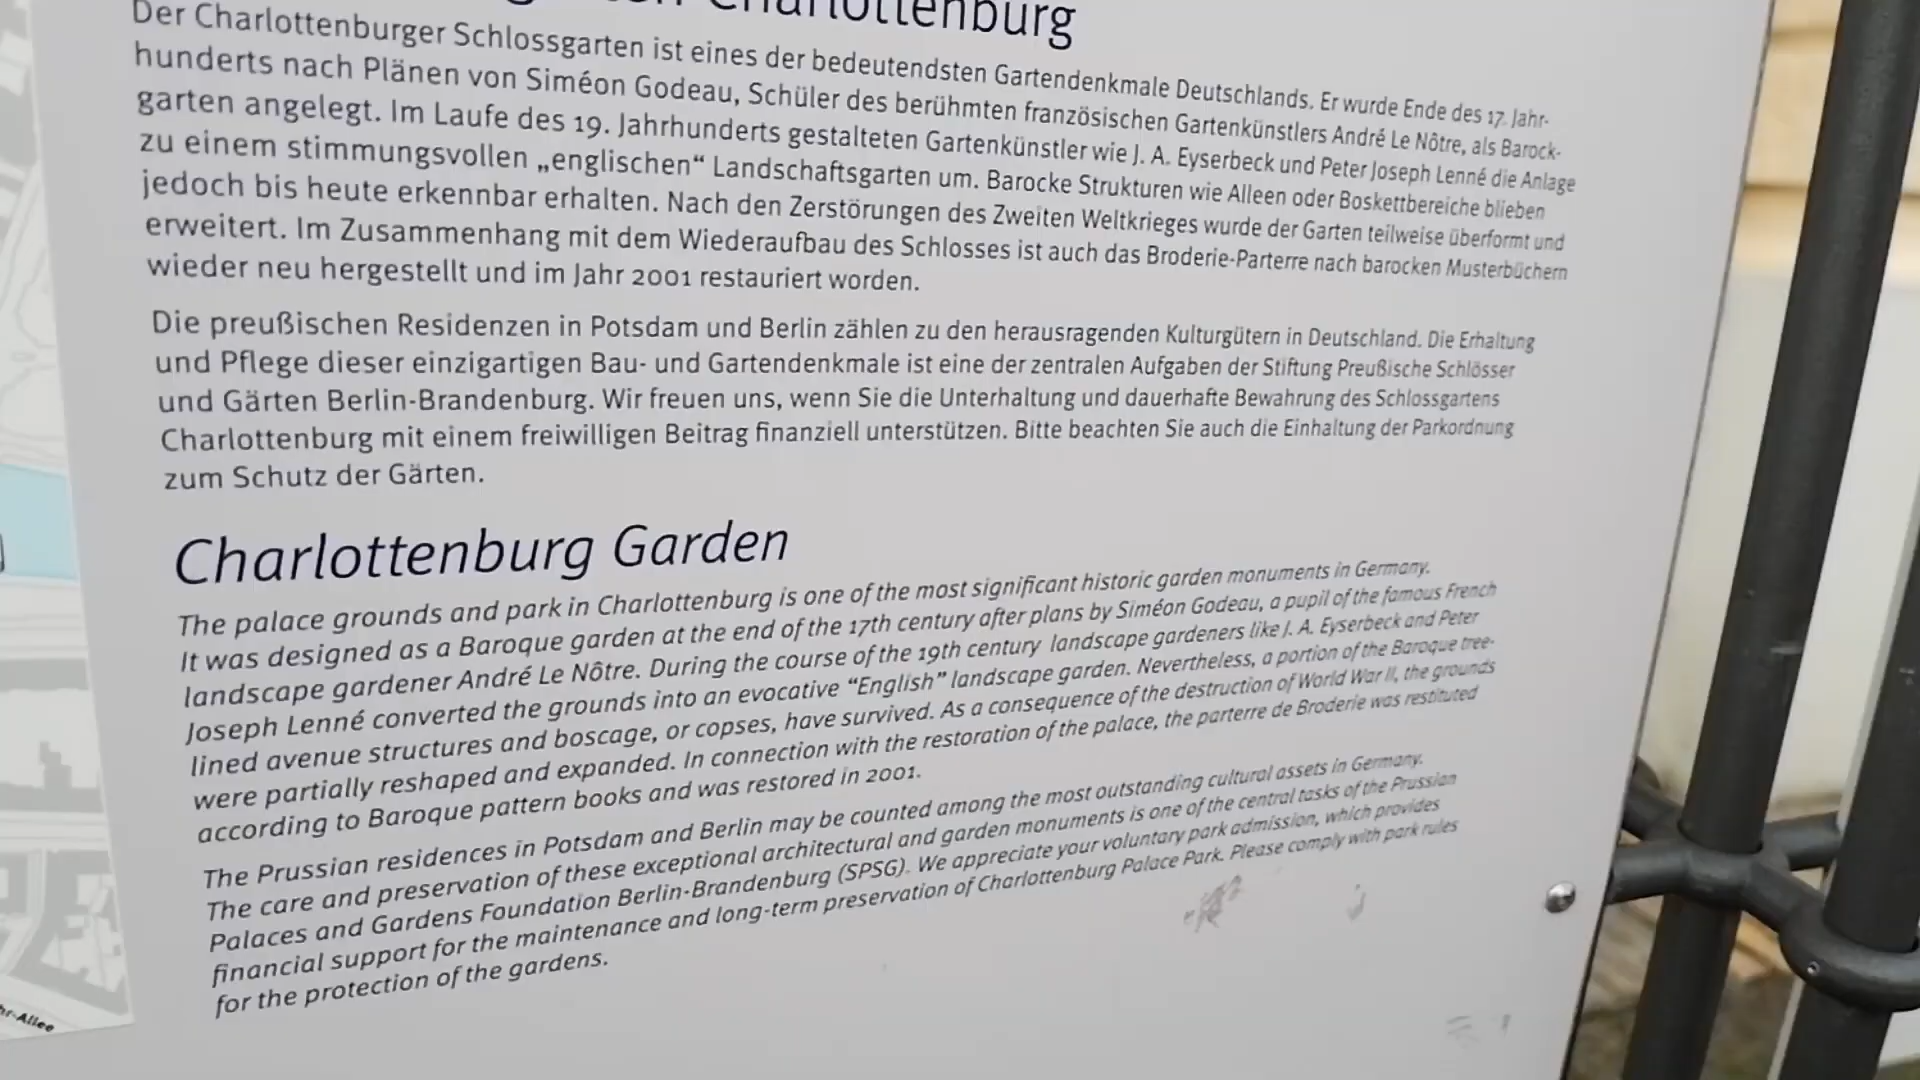 Charlottenburg
Der Charlottenburger Schlossgarten ist eines der bedeutendsten Gartendenkmale Deutschlands. Er wurde Ende des 17. Jahr-
hunderts nach Plänen von Siméon Godeau, Schüler des berühmten französischen Gartenkünstlers André Le Nôtre, als Barock-
garten angelegt. Im Laufe des 19. Jahrhunderts gestalteten Gartenkünstler wie J. A. Eyserbeck und Peter Joseph Lenné die Anlage
zu einem stimmungsvollen „englischen“ Landschaftsgarten um. Barocke Strukturen wie Alleen oder Boskettbereiche blieben
jedoch bis heute erkennbar erhalten. Nach den Zerstörungen des Zweiten Weltkrieges wurde der Garten teilweise überformt und
erweitert. Im Zusammenhang mit dem Wiederaufbau des Schlosses ist auch das Broderie-Parterre nach barocken Musterbüchern
wieder neu hergestellt und im Jahr 2001 restauriert worden.
Die preußischen Residenzen in Potsdam und Berlin zählen zu den herausragenden Kulturgütern in Deutschland. Die Erhaltung
und Pflege dieser einzigartigen Bau- und Gartendenkmale ist eine der zentralen Aufgaben der Stiftung Preußische Schlösser
und Gärten Berlin-Brandenburg. Wir freuen uns, wenn Sie die Unterhaltung und dauerhafte Bewahrung des Schlossgartens
Charlottenburg mit einem freiwilligen Beitrag finanziell unterstützen. Bitte beachten Sie auch die Einhaltung der Parkordnung
zum Schutz der Gärten.
Charlottenburg Garden
The palace grounds and park in Charlottenburg is one of the most significant historic garden monuments in Germany.
It was designed as a Baroque garden at the end of the 17th century after plans by Siméon Godeau, a pupil of the famous French
landscape gardener André Le Nôtre. During the course of the 19th century landscape gardeners like J. A. Eyserbeck and Peter
Joseph Lenné converted the grounds into an evocative “English” landscape garden. Nevertheless, a portion of the Baroque tree-
lined avenue structures and boscage, or copses, have survived. As a consequence of the destruction of World War II, the grounds
were partially reshaped and expanded. In connection with the restoration of the palace, the parterre de Broderie was restituted
according to Baroque pattern books and was restored in 2001.
The Prussian residences in Potsdam and Berlin may be counted among the most outstanding cultural assets in Germany.
The care and preservation of these exceptional architectural and garden monuments is one of the central tasks of the Prussian
Palaces and Gardens Foundation Berlin-Brandenburg (SPSG). We appreciate your voluntary park admission, which provides
financial support for the maintenance and long-term preservation of Charlottenburg Palace Park. Please comply with park rules
for the protection of the gardens.
hr-Allee